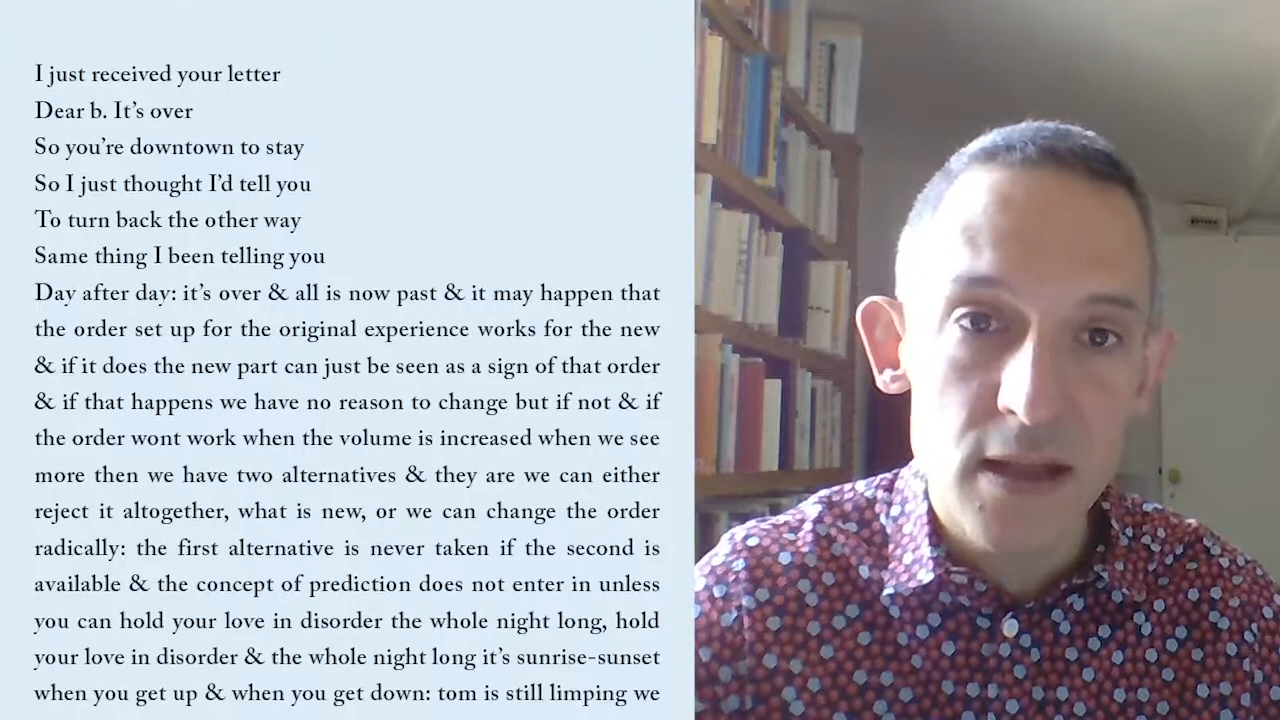 I just received your letter
Dear b. It’s over
So you’re downtown to stay
So I just thought I’d tell you
To turn back the other way
Same thing I been telling you
Day after day: it’s over & all is now past & it may happen that
the order set up for the original experience works for the new
& if it does the new part can just be seen as a sign of that order
& if that happens we have no reason to change but if not & if
the order wont work when the volume is increased when we see
more then we have two alternatives & they are we can either
reject it altogether, what is new, or we can change the order
radically: the first alternative is never taken if the second is
available & the concept of prediction does not enter in unless
you can hold your love in disorder the whole night long, hold
your love in disorder & the whole night long it’s sunrise-sunset
when you get up & when you get down: tom is still limping we